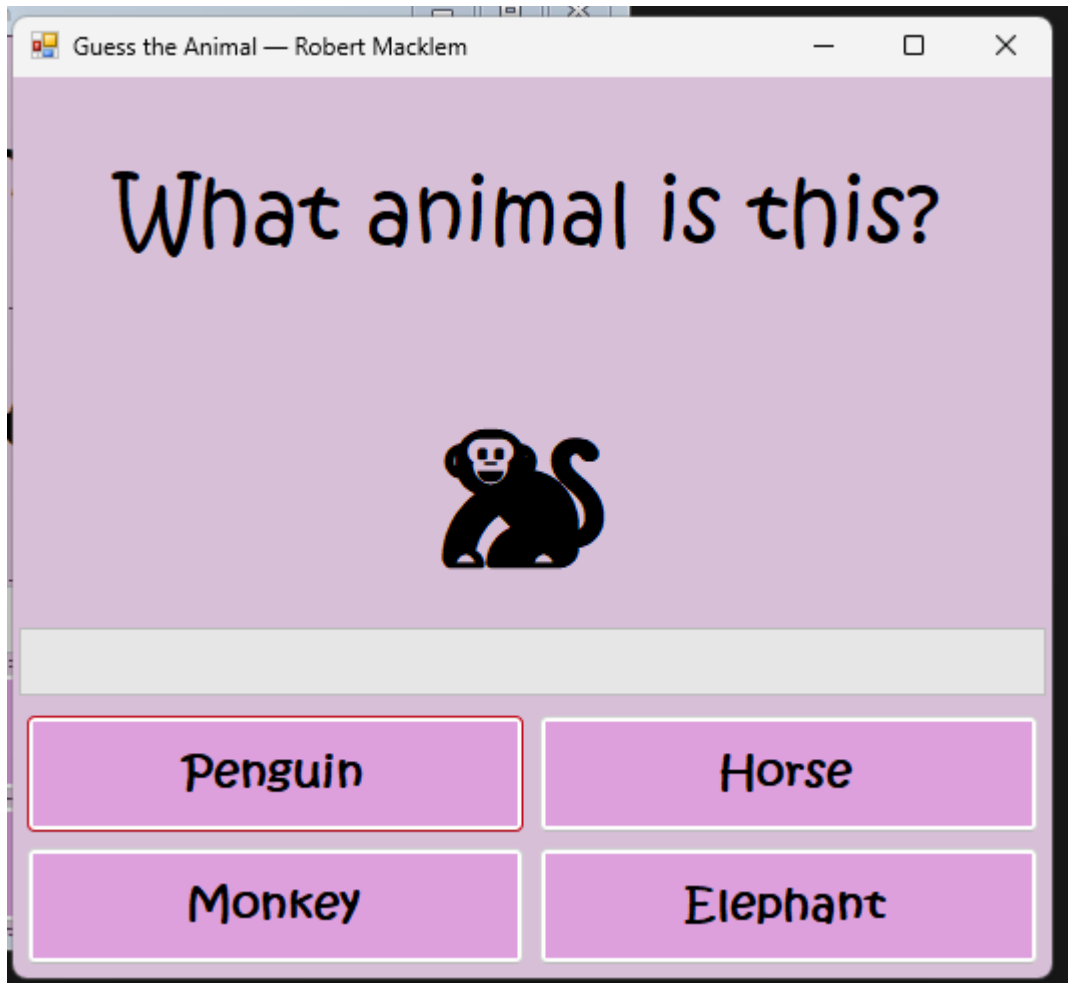 Guess the Animal — Robert Macklem
What animal is this?
Penguin
Horse
Monkey
Elephant